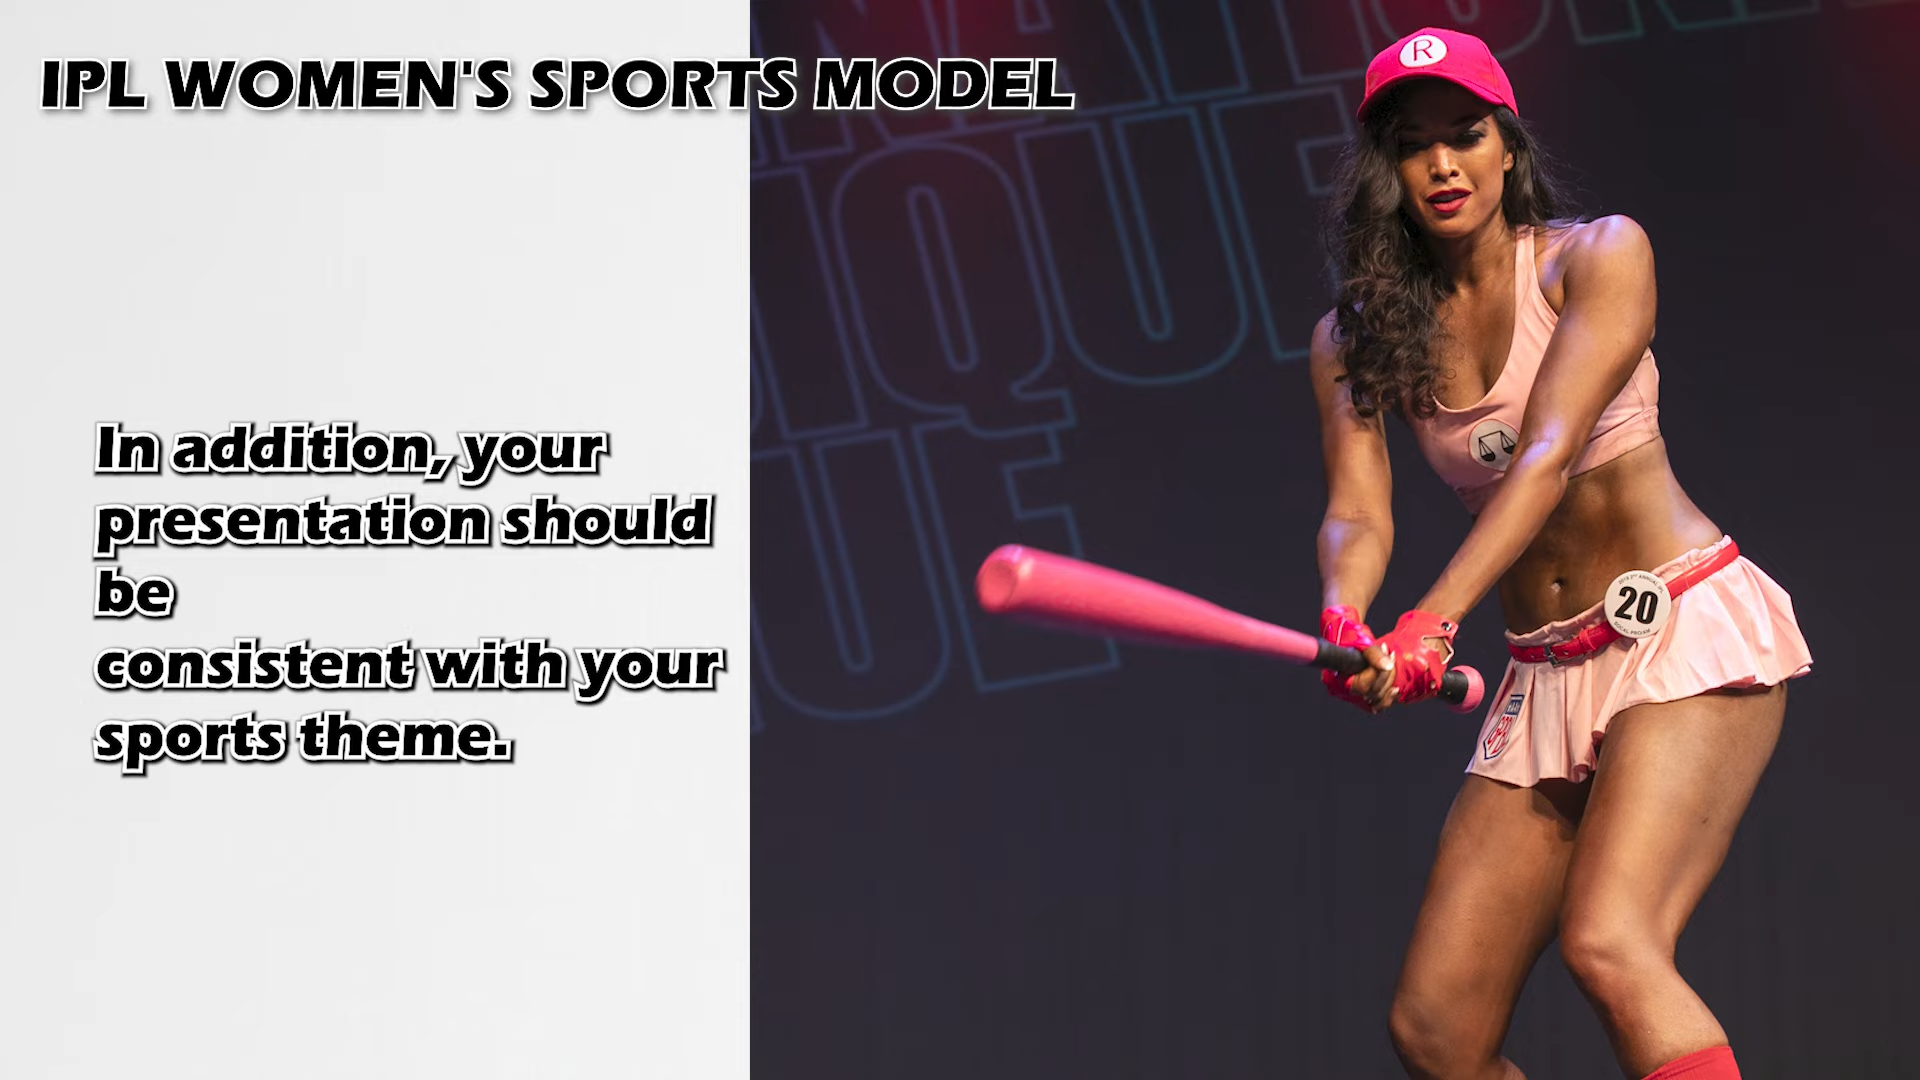 IPL WOMEN'S SPORTS MODEL
In addition, your
presentation should
be
consistent with your
sports theme.
R
20